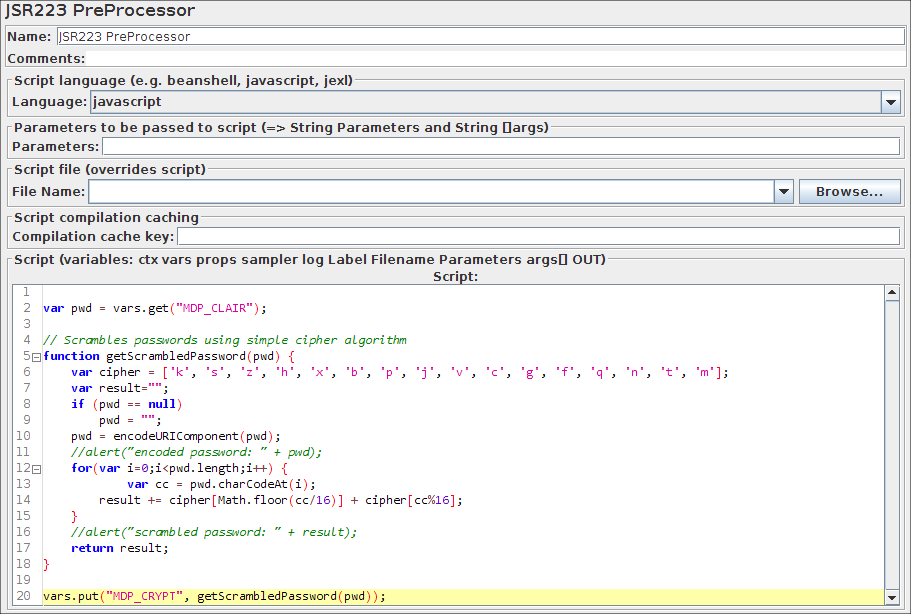 JSR223 PreProcessor
Name: JSR223 PreProcessor
Comments:
Script language (e.g. beanshell, javascript, jexl)
Language: javascript
Parameters to be passed to script (=> String Parameters and String []args)
Parameters:
Script file (overrides script)
File Name: Browse...
Script compilation caching
Compilation cache key:
Script (variables: ctx vars props sampler log Label Filename Parameters args[] OUT)
Script:
1
2 var pwd = vars.get("MDP_CLAIR");
3
4 // Scrambles passwords using simple cipher algorithm
5 function getScrambledPassword(pwd) {
6 var cipher = ['k', 's', 'z', 'h', 'x', 'b', 'p', 'j', 'v', 'c', 'g', 'f', 'q', 'n', 't', 'm'];
7 var result="";
8 if (pwd == null)
9 pwd = "";
10 pwd = encodeURIComponent(pwd);
11 //alert("encoded password: " + pwd);
12 for(var i=0;i<pwd.length;i++) {
13 var cc = pwd.charCodeAt(i);
14 result += cipher[Math.floor(cc/16)] + cipher[cc%16];
15 }
16 //alert("scrambled password: " + result);
17 return result;
18 }
19
20 vars.put("MDP_CRYPT", getScrambledPassword(pwd));